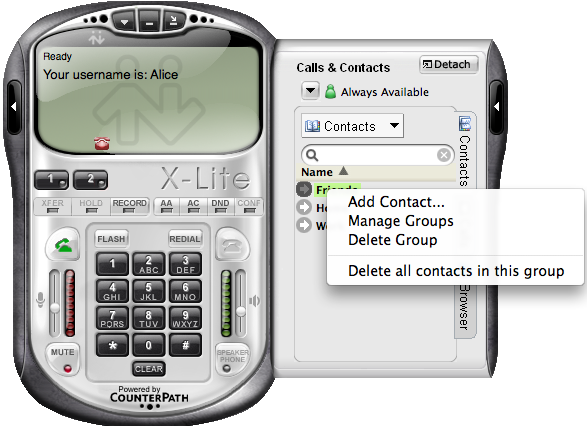 Ready
Your username is: Alice
1 2
X-Lite
XFER HOLD RECORD AA AC DND CONF
FLASH REDIAL
1 2 ABC 3 DEF
4 GHI 5 JKL 6 MNO
7 PQRS 8 TUV 9 WXYZ
* 0 #
MUTE
SPEAKER PHONE
CLEAR
Powered by
COUNTERPATH
Calls & Contacts
Detach
Always Available
Contacts
Name
Friends
Add Contact...
Manage Groups
Delete Group
Delete all contacts in this group
Contacts
Browser